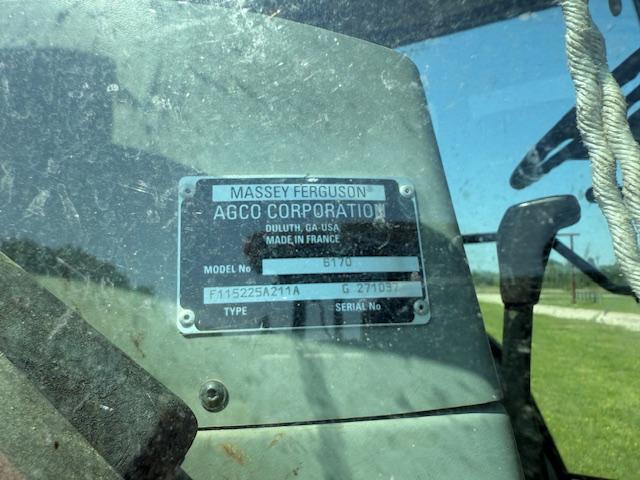 MASSEY FERGUSON®
AGCO CORPORATION
DULUTH, GA-USA
MADE IN FRANCE
MODEL No 6170
F115225A211A G 271097
TYPE SERIAL No